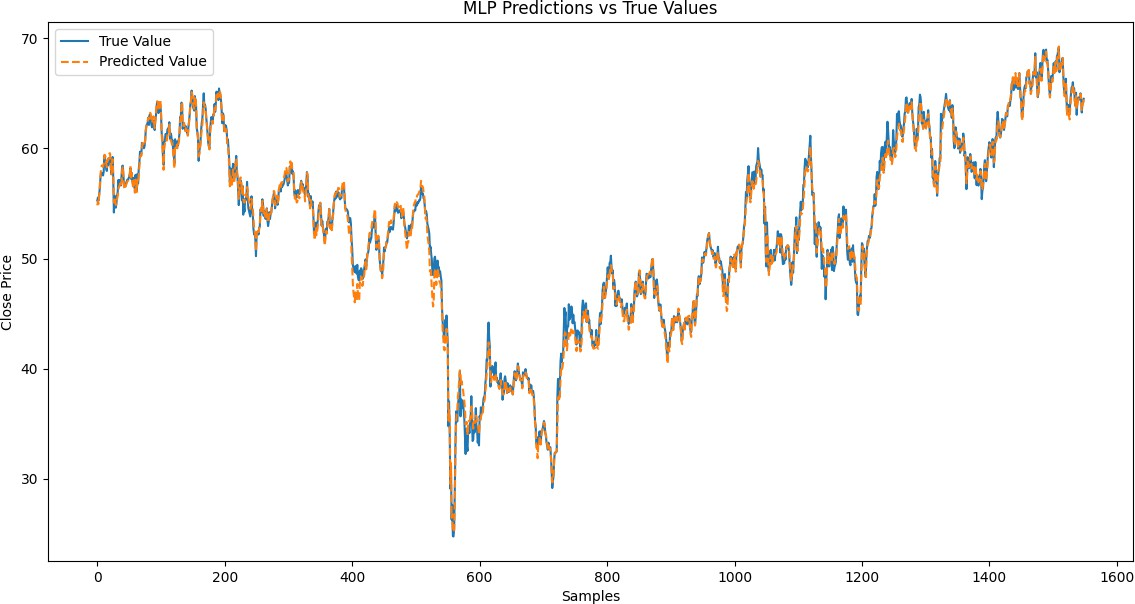 MLP Predictions vs True Values
True Value
Predicted Value
70
60
50
40
30
Close Price
0 200 400 600 800 1000 1200 1400 1600
Samples